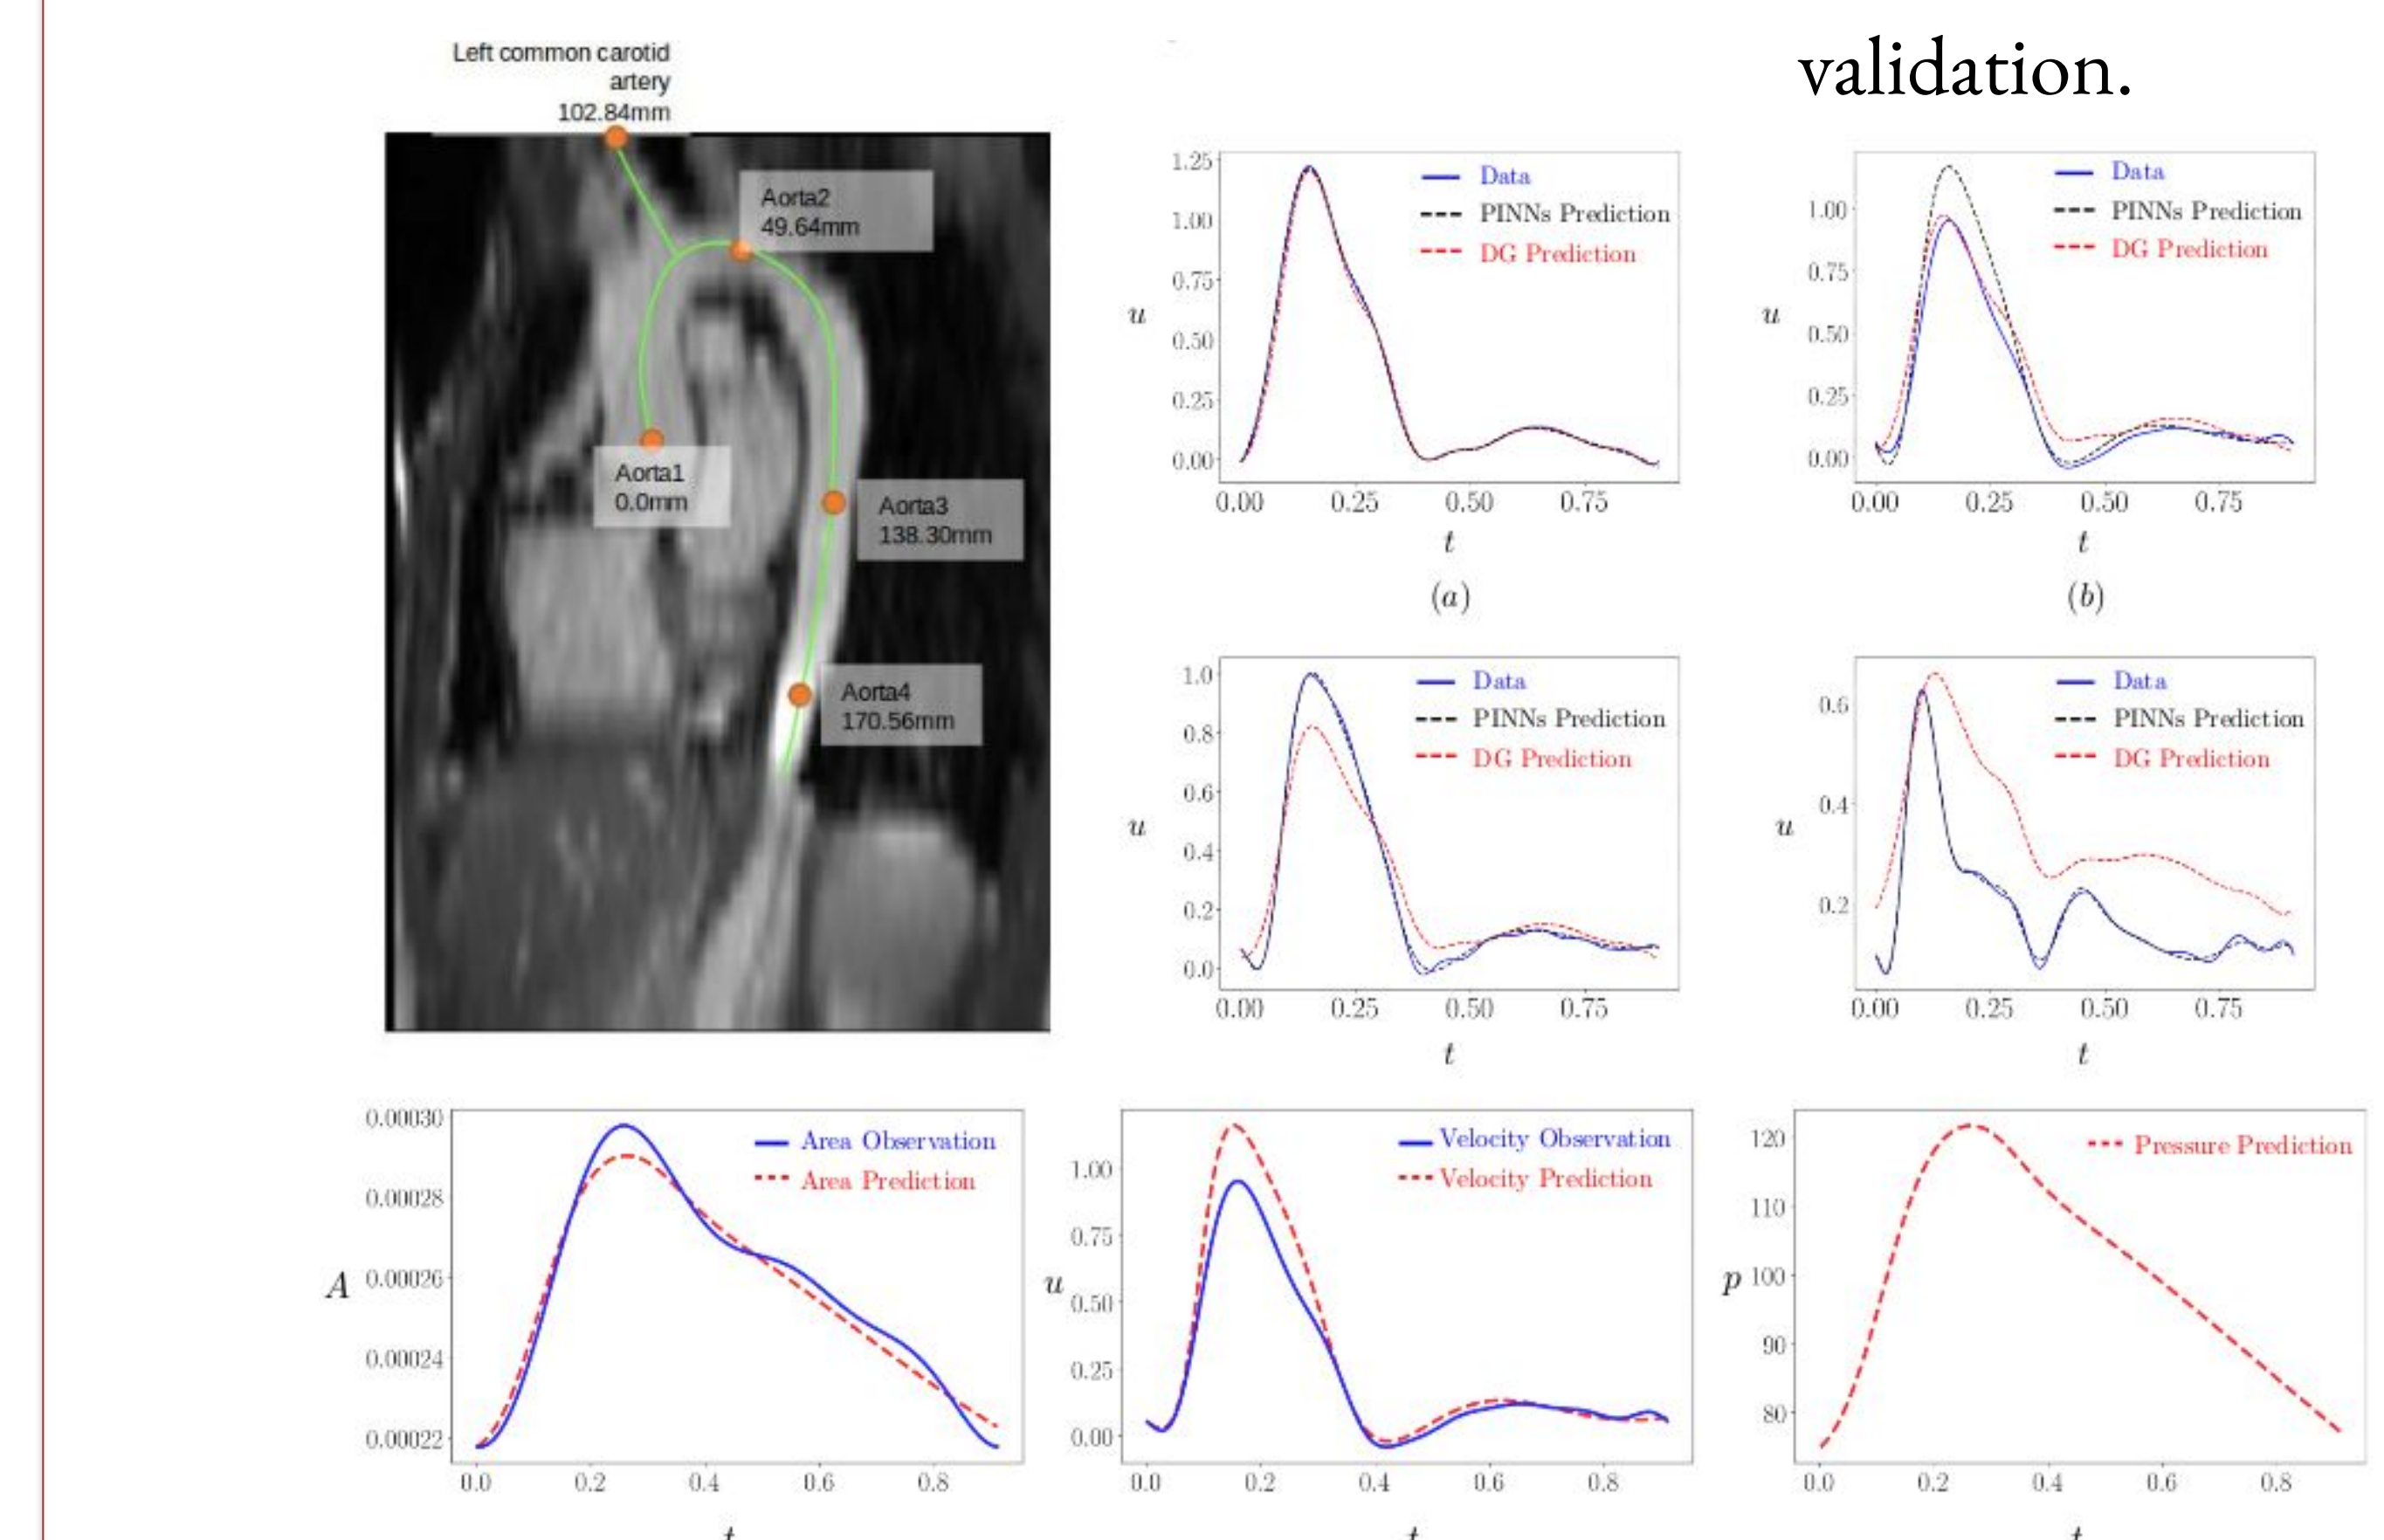 validation.
Left common carotid
artery
102.84mm
Aorta2
49.64mm
Aorta1
0.0mm
Aorta3
138.30mm
Aorta4
170.56mm
1.25
1.00
0.75
0.50
0.25
0.00
u
Data
PINNs Prediction
DG Prediction
0.00 0.25 0.50 0.75
t
(a)
1.00
0.75
0.50
0.25
0.00
u
Data
PINNs Prediction
DG Prediction
0.00 0.25 0.50 0.75
t
(b)
1.0
0.8
0.6
0.4
0.2
0.0
u
Data
PINNs Prediction
DG Prediction
0.00 0.25 0.50 0.75
t
0.6
0.4
0.2
u
Data
PINNs Prediction
DG Prediction
0.00 0.25 0.50 0.75
t
0.00030
0.00028
0.00026
0.00024
0.00022
A
Area Observation
Area Prediction
0.0 0.2 0.4 0.6 0.8
t
1.00
0.75
0.50
0.25
0.00
u
Velocity Observation
Velocity Prediction
0.0 0.2 0.4 0.6 0.8
t
120
110
100
90
80
p
Pressure Prediction
0.0 0.2 0.4 0.6 0.8
t